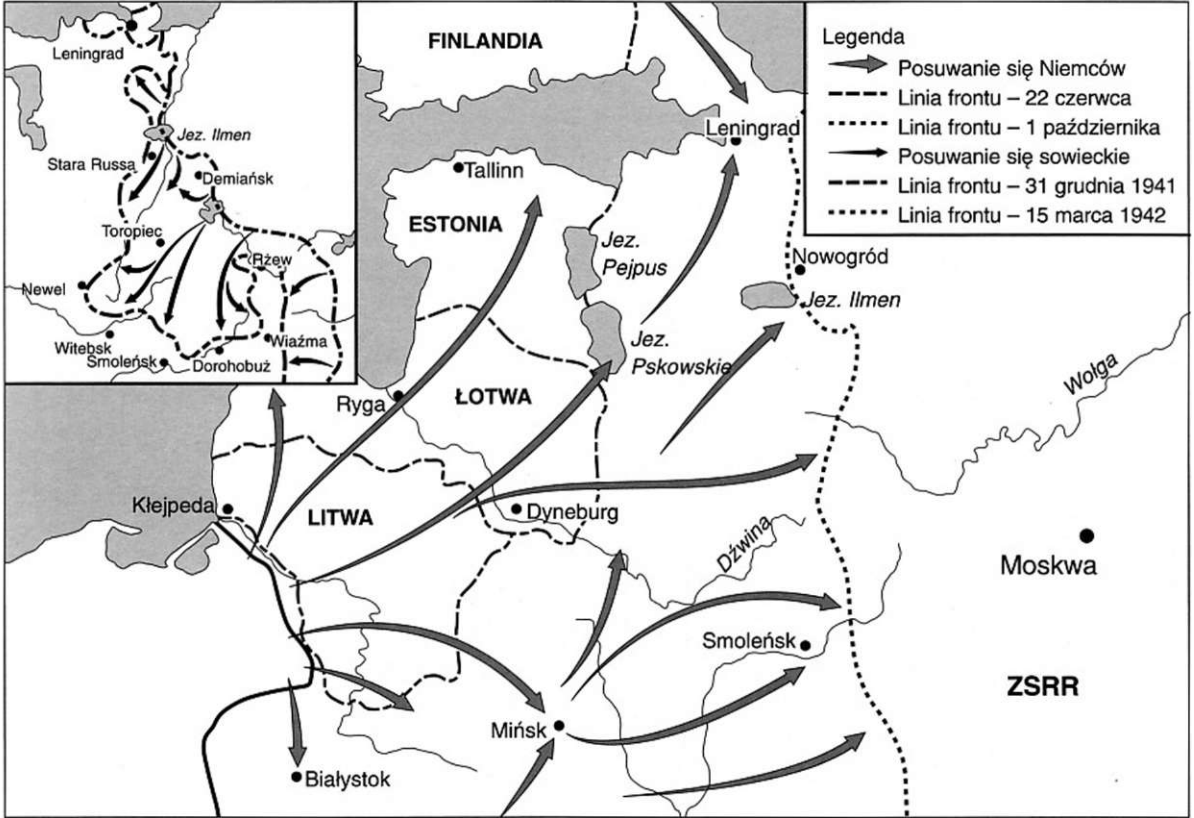 Leningrad
Jez. Ilmen
Stara Russa
Demiańsk
Toropiec
Rżew
Newel
Witebsk
Wiaźma
Smoleńsk
Dorohobuż
FINLANDIA
Legenda
Posuwanie się Niemców
Linia frontu – 22 czerwca
Linia frontu – 1 października
Posuwanie się sowieckie
Linia frontu – 31 grudnia 1941
Linia frontu – 15 marca 1942
Leningrad
Tallinn
ESTONIA
Jez.
Pejpus
Nowogród
Jez. Ilmen
Jez.
Pskowskie
Wołga
Ryga
ŁOTWA
Kłejpeda
LITWA
Dyneburg
Dźwina
Moskwa
Smoleńsk
ZSRR
Mińsk
Białystok